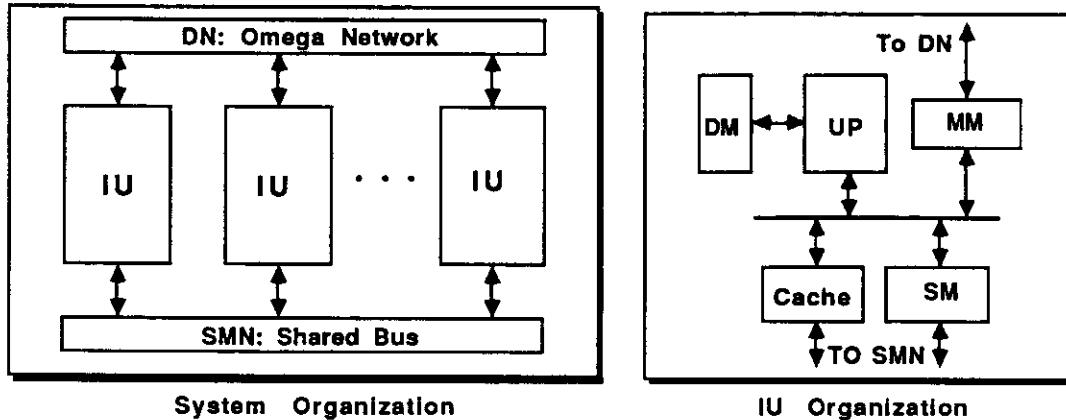 DN: Omega Network
IU
IU
. . .
IU
SMN: Shared Bus
System Organization
To DN
DM
UP
MM
Cache
SM
TO SMN
IU Organization